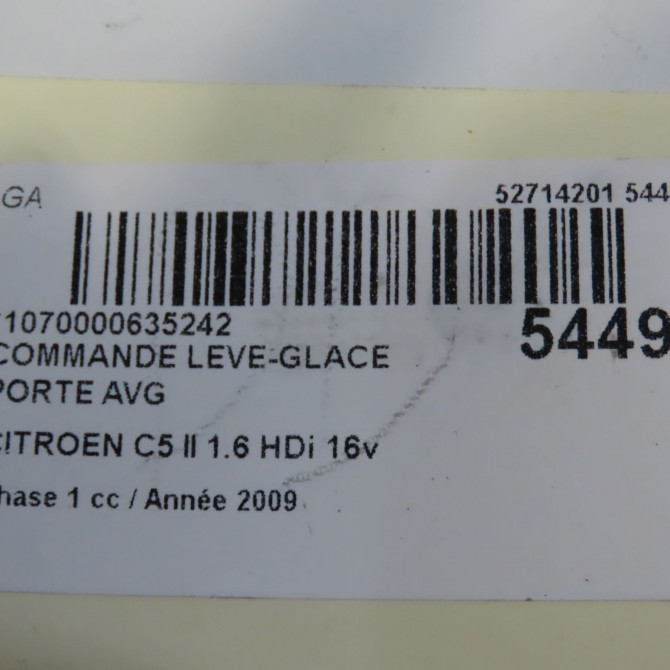 GA
52714201 544
1070000635242
5449
COMMANDE LEVE-GLACE
PORTE AVG
CITROEN C5 II 1.6 HDi 16v
hase 1 cc / Année 2009